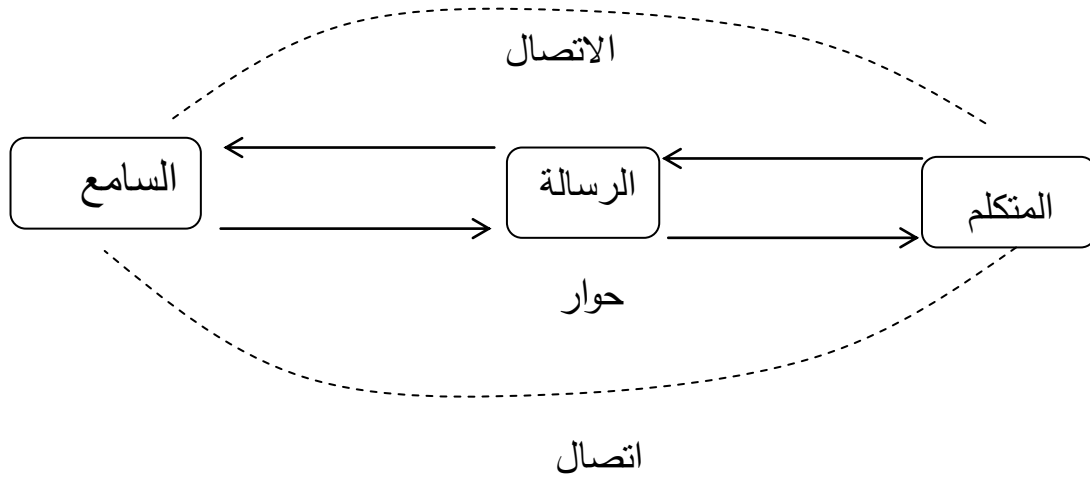 الاتصال
المتكلم
الرسالة
السامع
حوار
اتصال